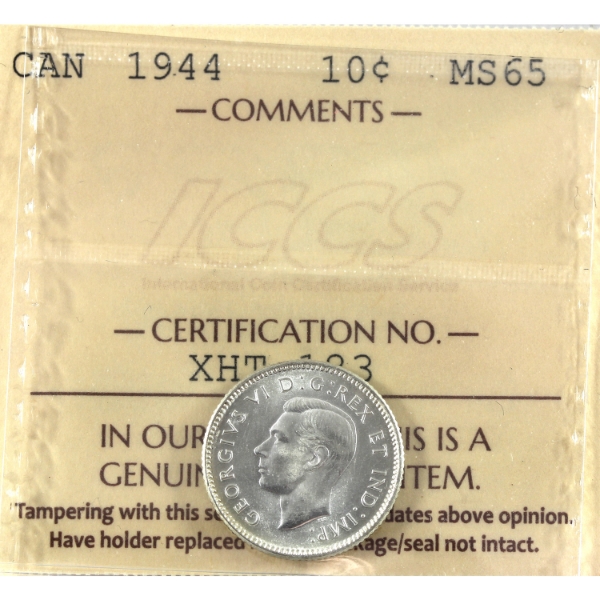 CAN 1944 10¢ MS65
— COMMENTS —
ICCS
International Coin Certification Service
— CERTIFICATION NO. —
XHT 183
GEORGIVS VI D:G:REX ET IND:IMP:
IN OUR IS IS A
GENUIN ITEM.
Tampering with this se dates above opinion.
Have holder replaced kage/seal not intact.